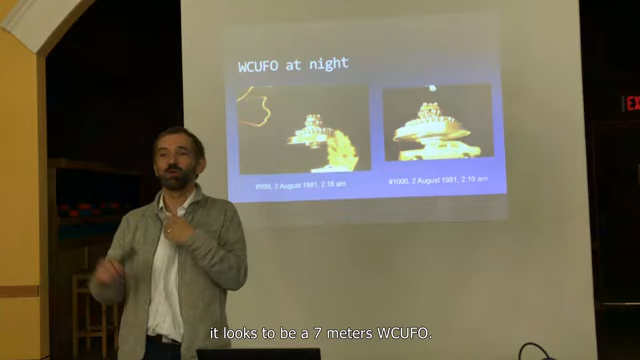 WCUFO at night
#999, 2 August 1981, 2.18 am
#1000, 2 August 1981, 2.19 am
EX
it looks to be a 7 meters WCUFO.